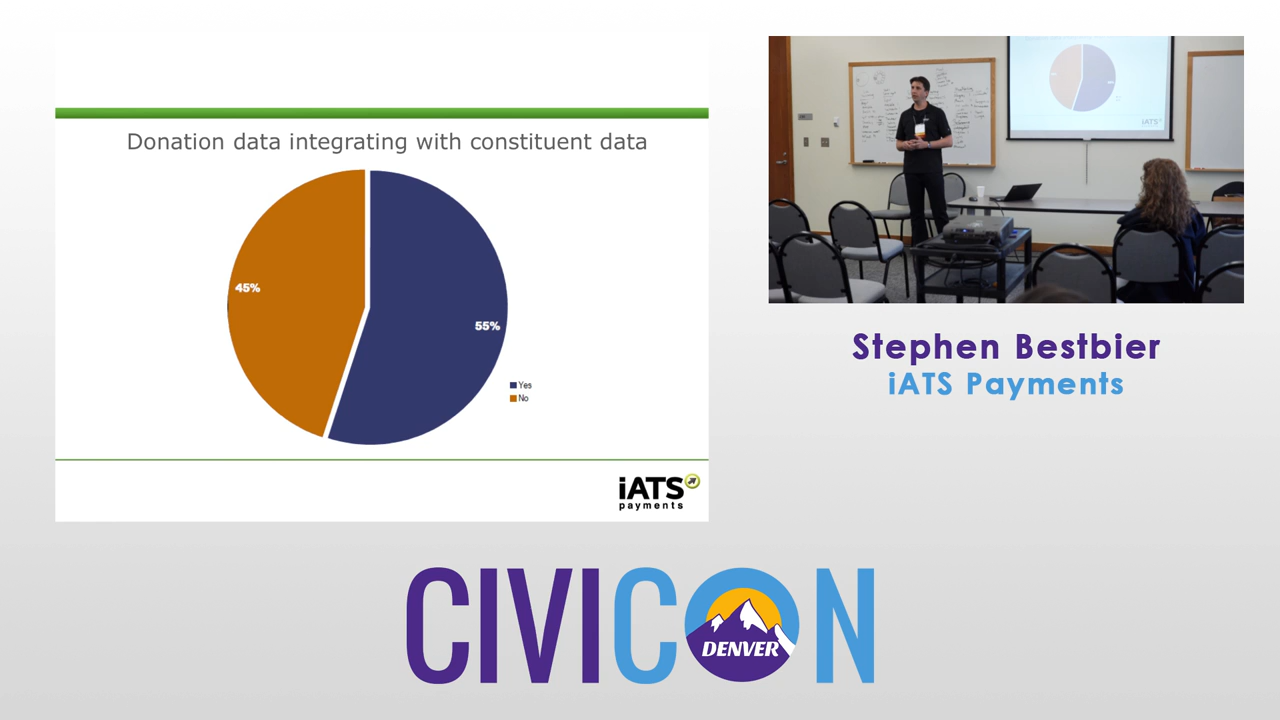 Donation data integrating with constituent data
45%
55%
Yes
No
iATS
payments
Stephen Bestbier
iATS Payments
CIVICON
DENVER